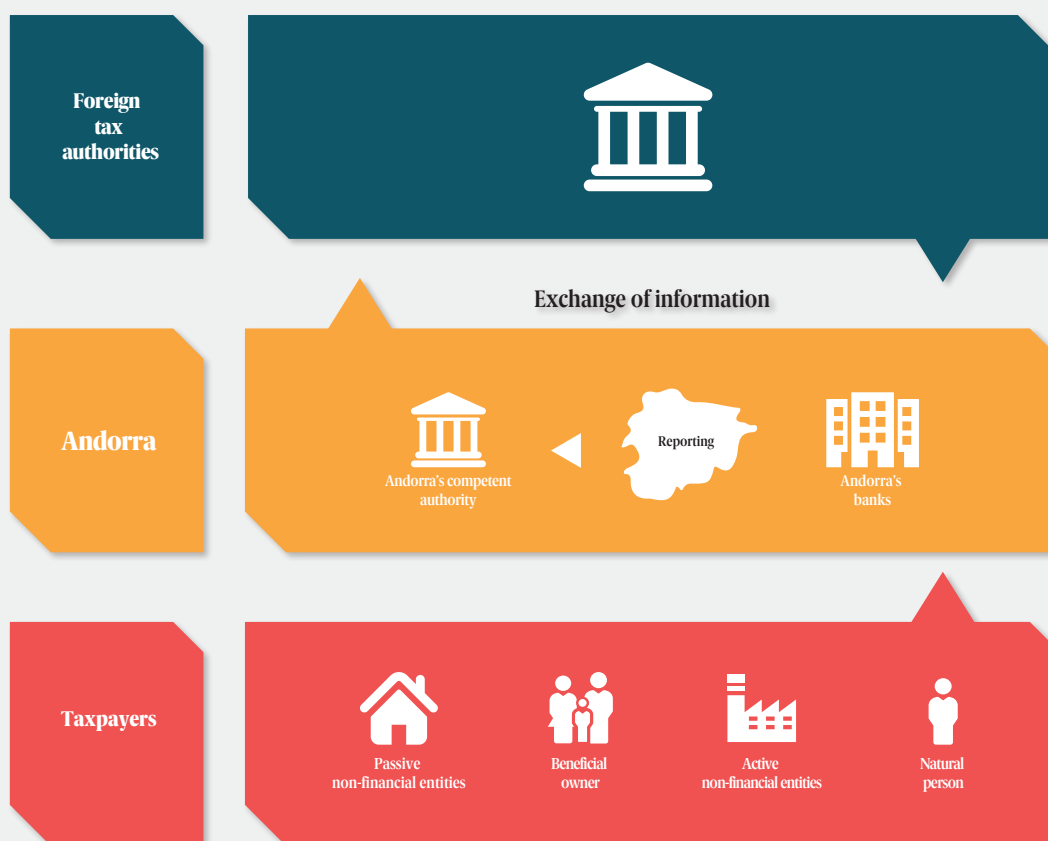 Foreign
tax
authorities
Exchange of information
Andorra
Andorra's competent
authority
Reporting
Andorra's
banks
Taxpayers
Passive
non-financial entities
Beneficial
owner
Active
non-financial entities
Natural
person